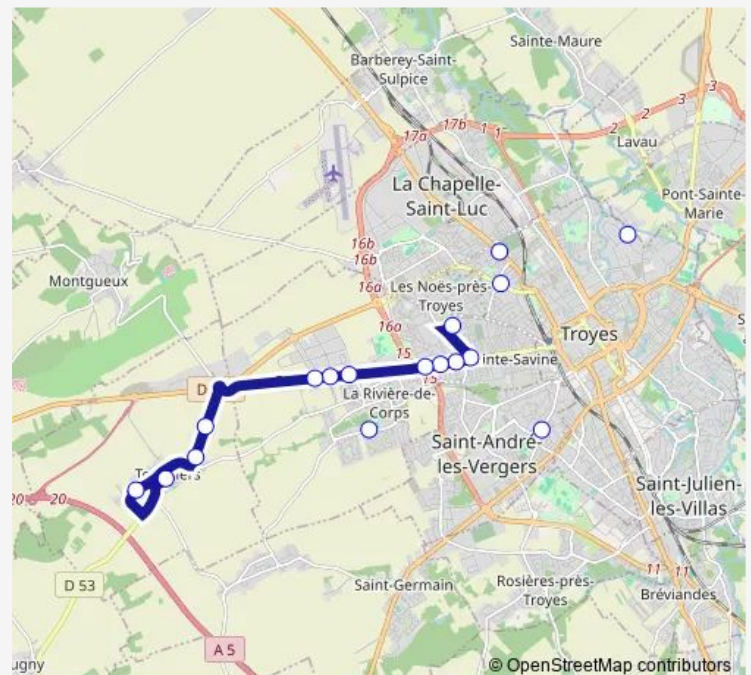 Sainte-Maure
Barberey-Saint-
Sulpice
17a
17b
1
1
2
2
3
3
Lavau
La Chapelle-
Saint-Luc
Pont-Sainte-
Marie
16b
16b
Montgueux
16a
Les Noës-près-
Troyes
16a
Troyes
15
inte-Savine
D
15
La Rivière-de-
Corps
Saint-André-
les-Vergers
Saint-Julien-
les-Villas
20
20
D 53
Saint-Germain
Rosières-près-
Troyes
11
11
Bréviandes
A 5
ugny
© OpenStreetMap contributors